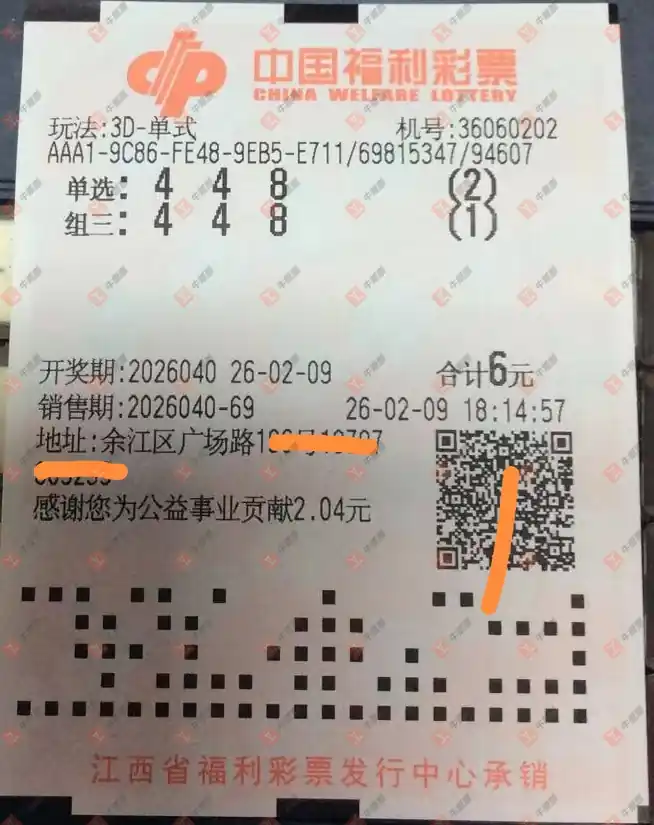 中国福利彩票
CHINA WELFARE LOTTERY
玩法:3D-单式 机号:36060202
AAA1-9C86-FE48-9EB5-E711/69815347/94607
单选: 4 4 8 (2)
组三: 4 4 8 (1)
开奖期:2026040 26-02-09 合计6元
销售期:2026040-69 26-02-09 18:14:57
地址:余江区广场路
感谢您为公益事业贡献2.04元
江西省福利彩票发行中心承销